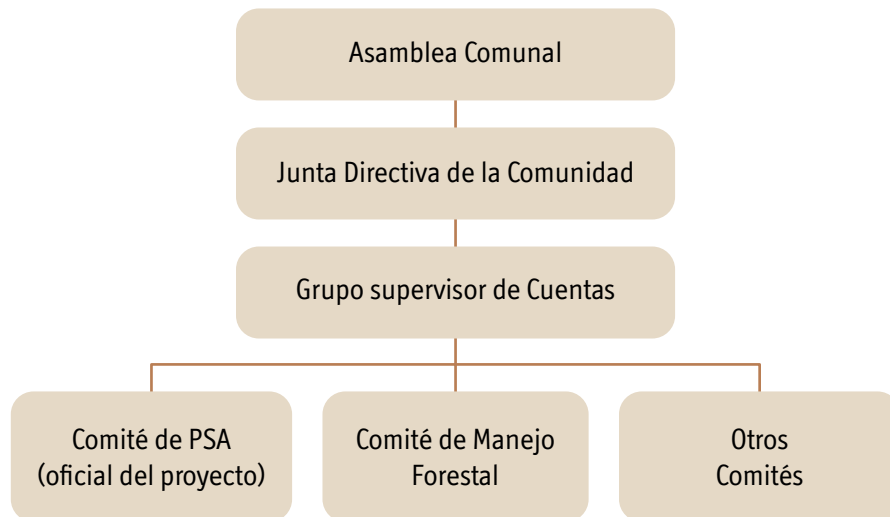 Asamblea Comunal
Junta Directiva de la Comunidad
Grupo supervisor de Cuentas
Comité de PSA
(oficial del proyecto)
Comité de Manejo
Forestal
Otros
Comités